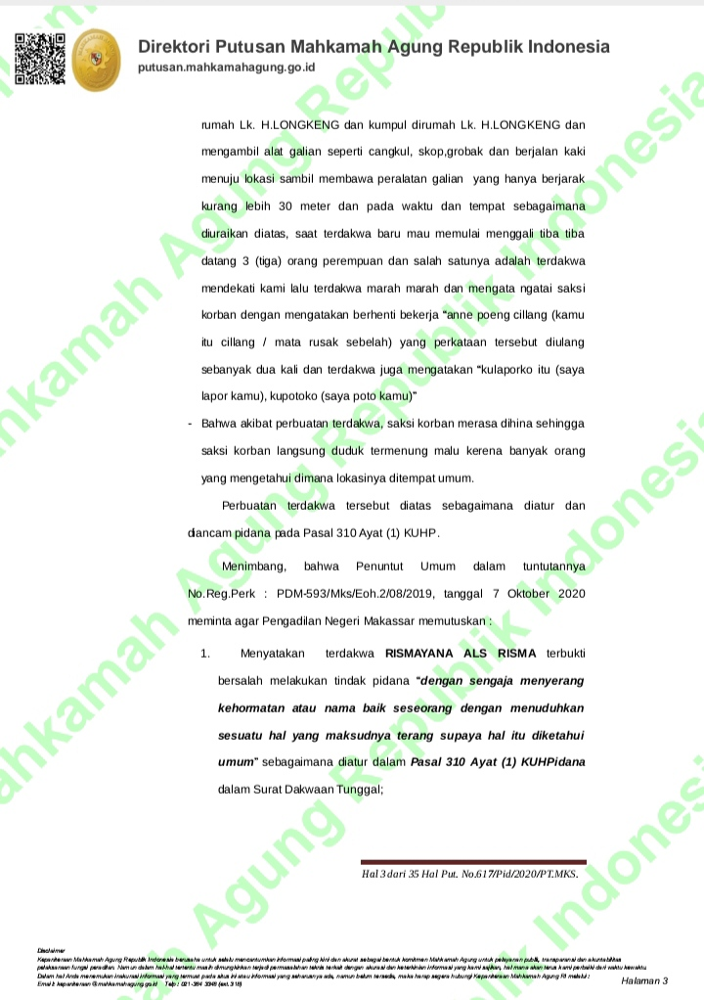 Direktori Putusan Mahkamah Agung Republik Indonesia
putusan.mahkamahagung.go.id
rumah Lk. H.LONGKENG dan kumpul dirumah Lk. H.LONGKENG dan
mengambil alat galian seperti cangkul, skop,grobak dan berjalan kaki
menuju lokasi sambil membawa peralatan galian yang hanya berjarak
kurang lebih 30 meter dan pada waktu dan tempat sebagaimana
diuraikan diatas, saat terdakwa baru mau memulai menggali tiba tiba
datang 3 (tiga) orang perempuan dan salah satunya adalah terdakwa
mendekati kami lalu terdakwa marah marah dan mengata ngatai saksi
korban dengan mengatakan berhenti bekerja “anne poeng cillang (kamu
itu cillang / mata rusak sebelah) yang perkataan tersebut diulang
sebanyak dua kali dan terdakwa juga mengatakan “kulaporko itu (saya
lapor kamu), kupotoko (saya poto kamu)”
- Bahwa akibat perbuatan terdakwa, saksi korban merasa dihina sehingga
saksi korban langsung duduk termenung malu kerena banyak orang
yang mengetahui dimana lokasinya ditempat umum.
Perbuatan terdakwa tersebut diatas sebagaimana diatur dan
diancam pidana pada Pasal 310 Ayat (1) KUHP.
Menimbang, bahwa Penuntut Umum dalam tuntutannya
No.Reg.Perk : PDM-593/Mks/Eoh.2/08/2019, tanggal 7 Oktober 2020
meminta agar Pengadilan Negeri Makassar memutuskan :
1. Menyatakan terdakwa RISMAYANA ALS RISMA terbukti
bersalah melakukan tindak pidana “dengan sengaja menyerang
kehormatan atau nama baik seseorang dengan menuduhkan
sesuatu hal yang maksudnya terang supaya hal itu diketahui
umum” sebagaimana diatur dalam Pasal 310 Ayat (1) KUHPidana
dalam Surat Dakwaan Tunggal;
Hal 3 dari 35 Hal Put. No.617/Pid/2020/PT.MKS.
Disclaimer
Kepaniteraan Mahkamah Agung Republik Indonesia berusaha untuk selalu mencantumkan informasi paling kini dan akurat sebagai bentuk komitmen Mahkamah Agung untuk pelayanan publik, transparansi dan akuntabilitas
pelaksanaan fungsi peradilan. Namun dalam hal-hal tertentu masih dimungkinkan terjadi permasalahan teknis terkait dengan akurasi dan keterkinian informasi yang kami sajikan, hal mana akan terus kami perbaiki dari waktu kewaktu.
Dalam hal Anda menemukan inakurasi informasi yang termuat pada situs ini atau informasi yang seharusnya ada, namun belum tersedia, maka harap segera hubungi Kepaniteraan Mahkamah Agung RI melalui :
Email : kepaniteraan@mahkamahagung.go.id Telp : 021-384 3348 (ext.318)
Halaman 3